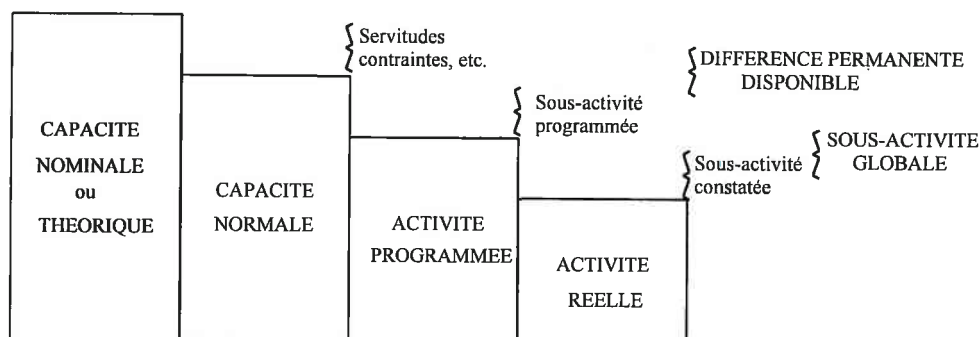 CAPACITE
NOMINALE
ou
THEORIQUE
CAPACITE
NORMALE
Servitudes
contraintes, etc.
ACTIVITE
PROGRAMMEE
Sous-activité
programmée
ACTIVITE
REELLE
Sous-activité
constatée
DIFFERENCE PERMANENTE
DISPONIBLE
SOUS-ACTIVITE
GLOBALE